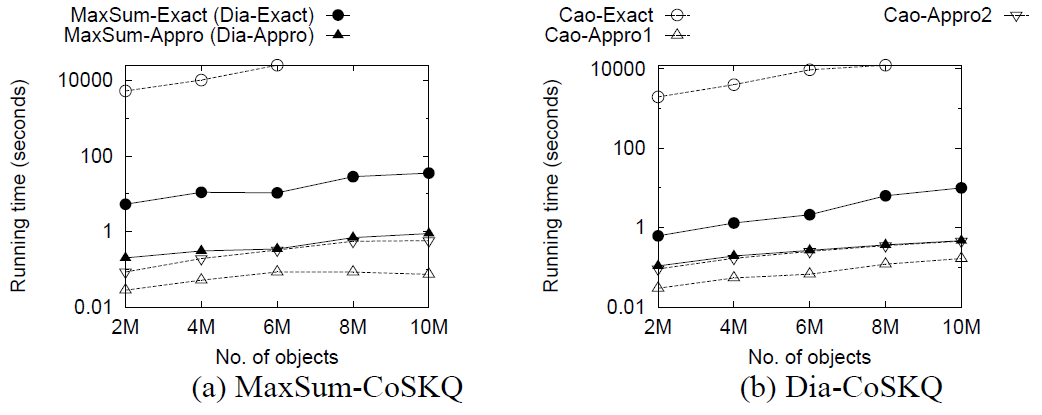 MaxSum-Exact (Dia-Exact)
MaxSum-Appro (Dia-Appro)
Cao-Exact
Cao-Appro1
Cao-Appro2
Running time (seconds)
10000
100
1
0.01
2M 4M 6M 8M 10M
No. of objects
(a) MaxSum-CoSKQ
Running time (seconds)
10000
100
1
0.01
2M 4M 6M 8M 10M
No. of objects
(b) Dia-CoSKQ